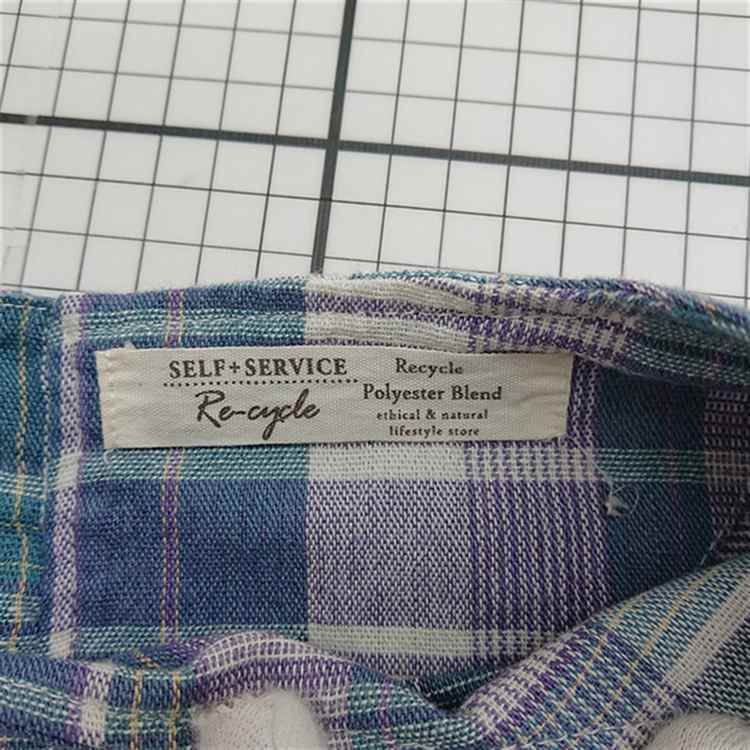 SELF+SERVICE
Re-cycle
Recycle
Polyester Blend
ethical & natural
lifestyle store